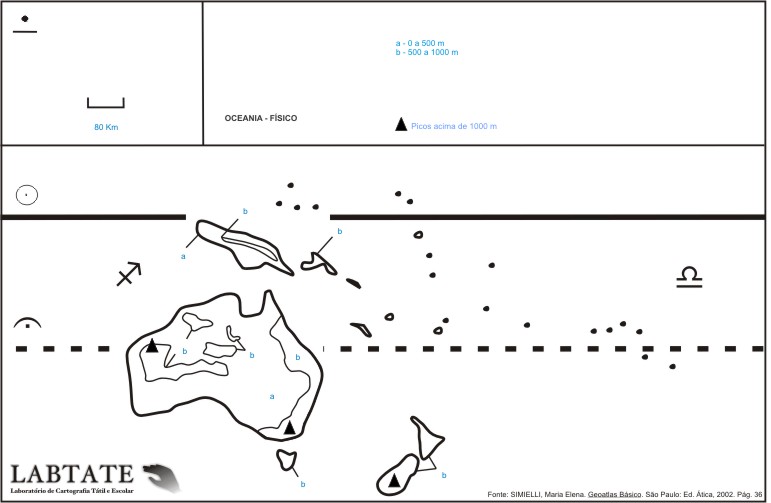 a - 0 a 500 m
b - 500 a 1000 m
80 Km
OCEANIA - FÍSICO
Picos acima de 1000 m
b
b
a
b
b
b
a
b
b
LABTATE
Laboratório de Cartografia Tátil e Escolar
Fonte: SIMIELLI, Maria Elena. Geoatlas Básico. São Paulo: Ed. Ática, 2002. Pág. 36